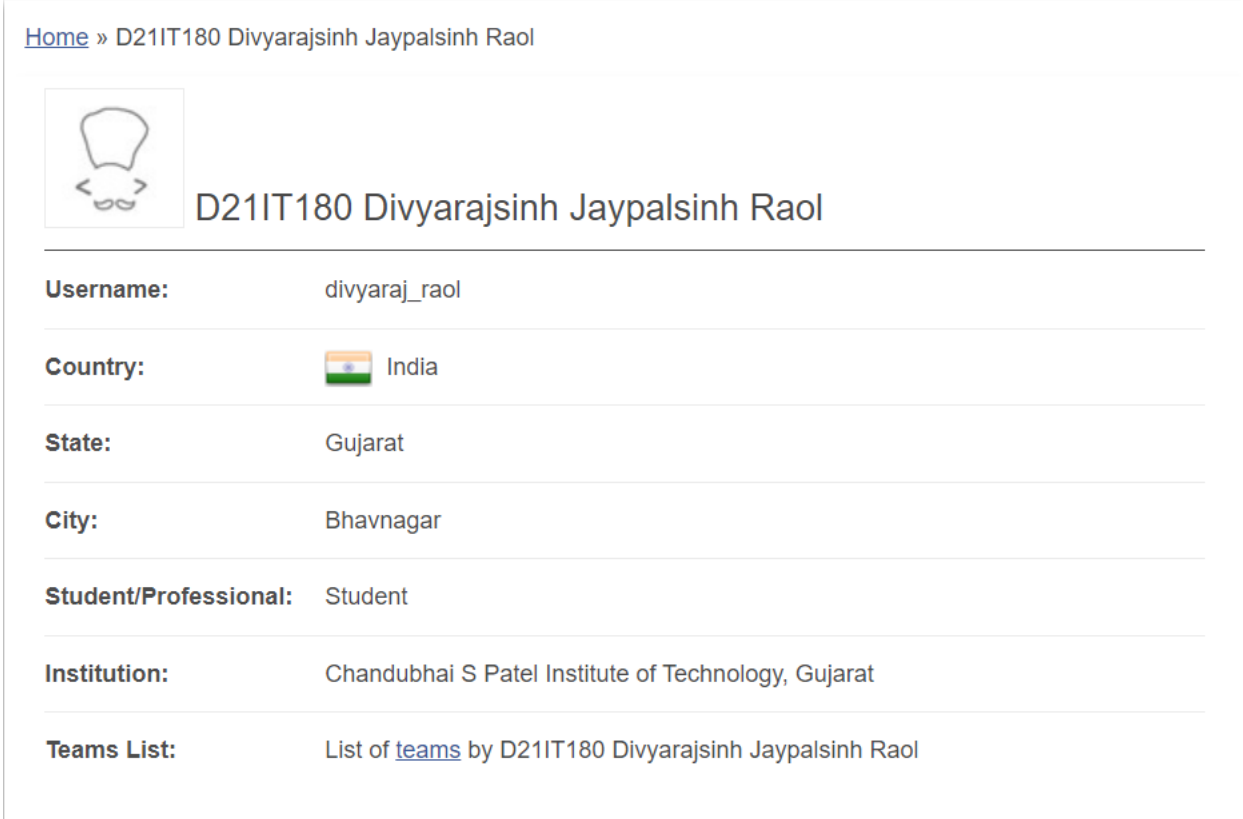 Home » D21IT180 Divyarajsinh Jaypalsinh Raol
D21IT180 Divyarajsinh Jaypalsinh Raol
Username: divyaraj_raol
Country: India
State: Gujarat
City: Bhavnagar
Student/Professional: Student
Institution: Chandubhai S Patel Institute of Technology, Gujarat
Teams List: List of teams by D21IT180 Divyarajsinh Jaypalsinh Raol